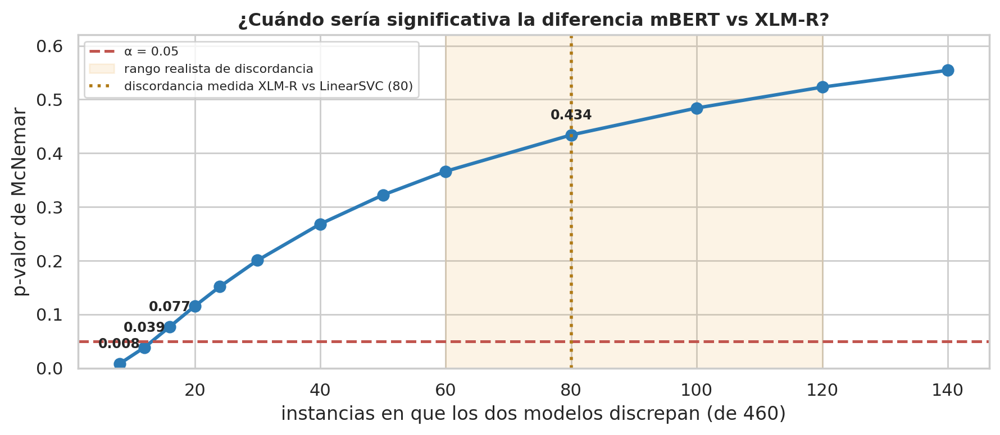 ¿Cuándo sería significativa la diferencia mBERT vs XLM-R?
α = 0.05
rango realista de discordancia
discordancia medida XLM-R vs LinearSVC (80)
p-valor de McNemar
0.6
0.5
0.4
0.3
0.2
0.1
0.0
0.434
0.077
0.039
0.008
20 40 60 80 100 120 140
instancias en que los dos modelos discrepan (de 460)